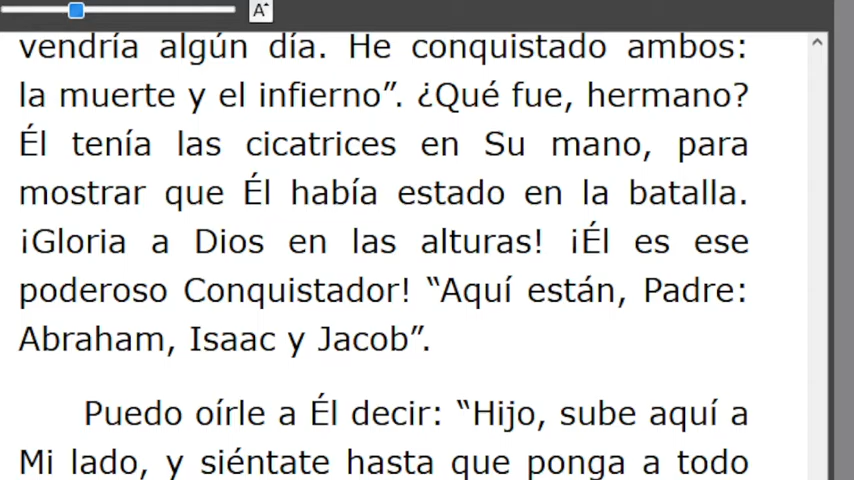 A
vendría algún día. He conquistado ambos:
la muerte y el infierno”. ¿Qué fue, hermano?
Él tenía las cicatrices en Su mano, para
mostrar que Él había estado en la batalla.
¡Gloria a Dios en las alturas! ¡Él es ese
poderoso Conquistador! “Aquí están, Padre:
Abraham, Isaac y Jacob”.
Puedo oírle a Él decir: “Hijo, sube aquí a
Mi lado, y siéntate hasta que ponga a todo